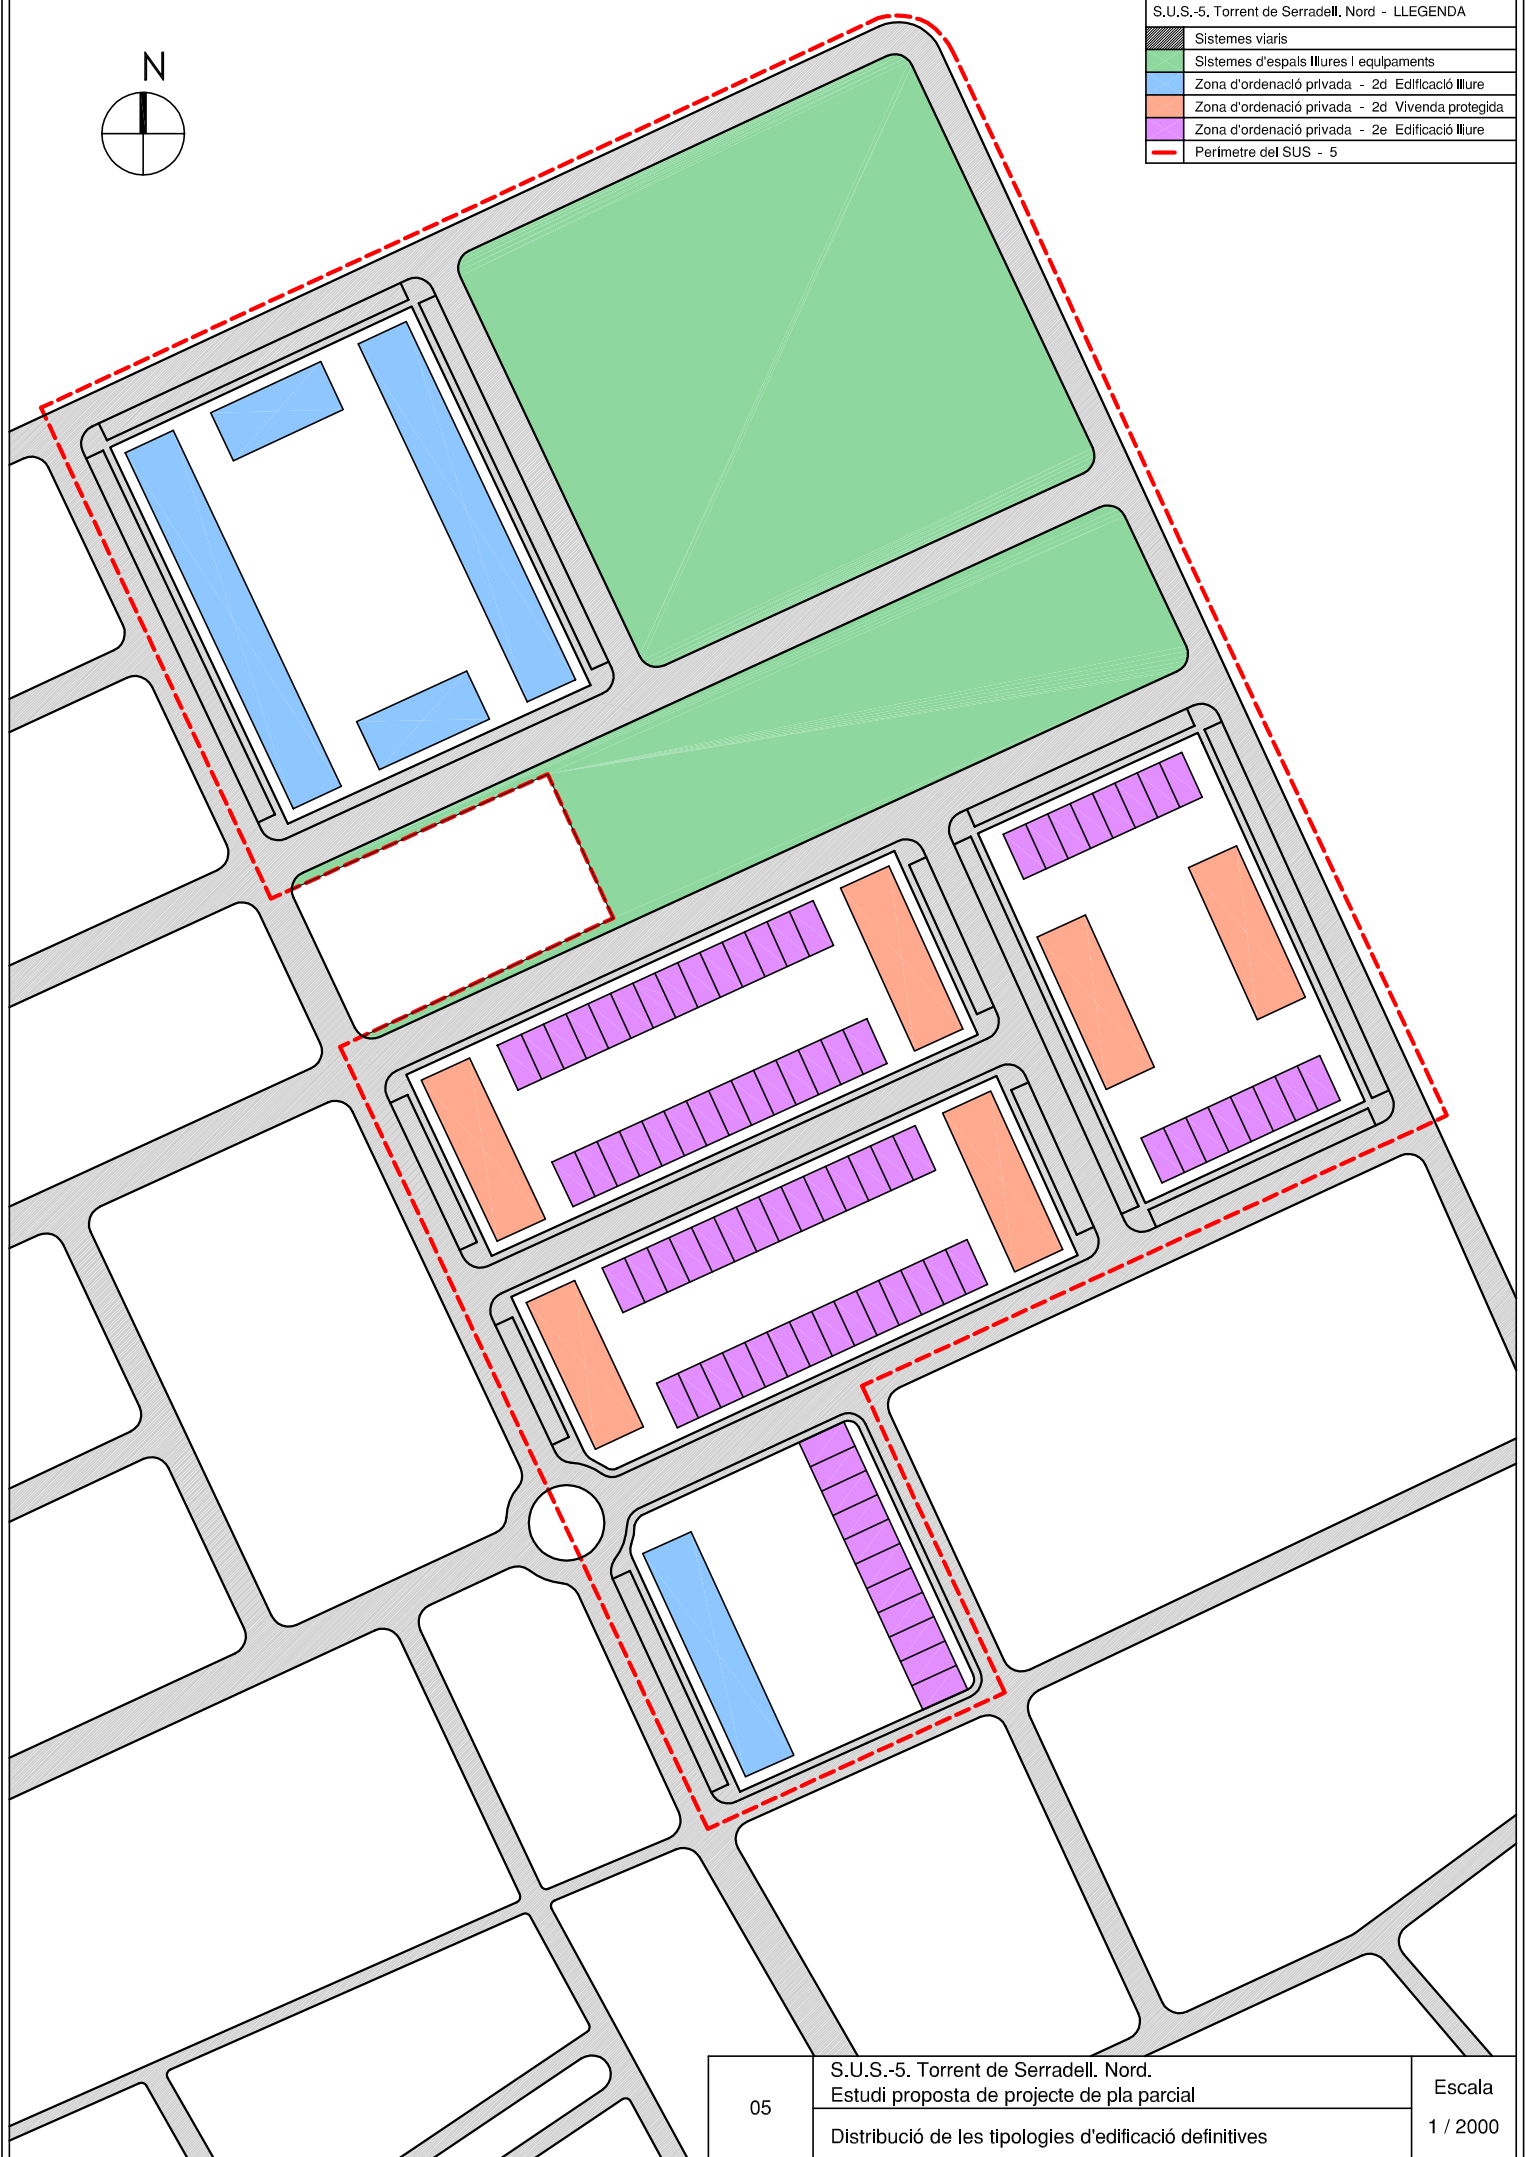 S.U.S.-5. Torrent de Serradell. Nord - LLEGENDA
Sistemes viaris
Sistemes d'espais lliures i equipaments
Zona d'ordenació privada - 2d Edificació lliure
Zona d'ordenació privada - 2d Vivenda protegida
Zona d'ordenació privada - 2e Edificació lliure
Perímetre del SUS - 5
N
05
S.U.S.-5. Torrent de Serradell. Nord.
Estudi proposta de projecte de pla parcial
Distribució de les tipologies d'edificació definitives
Escala
1 / 2000